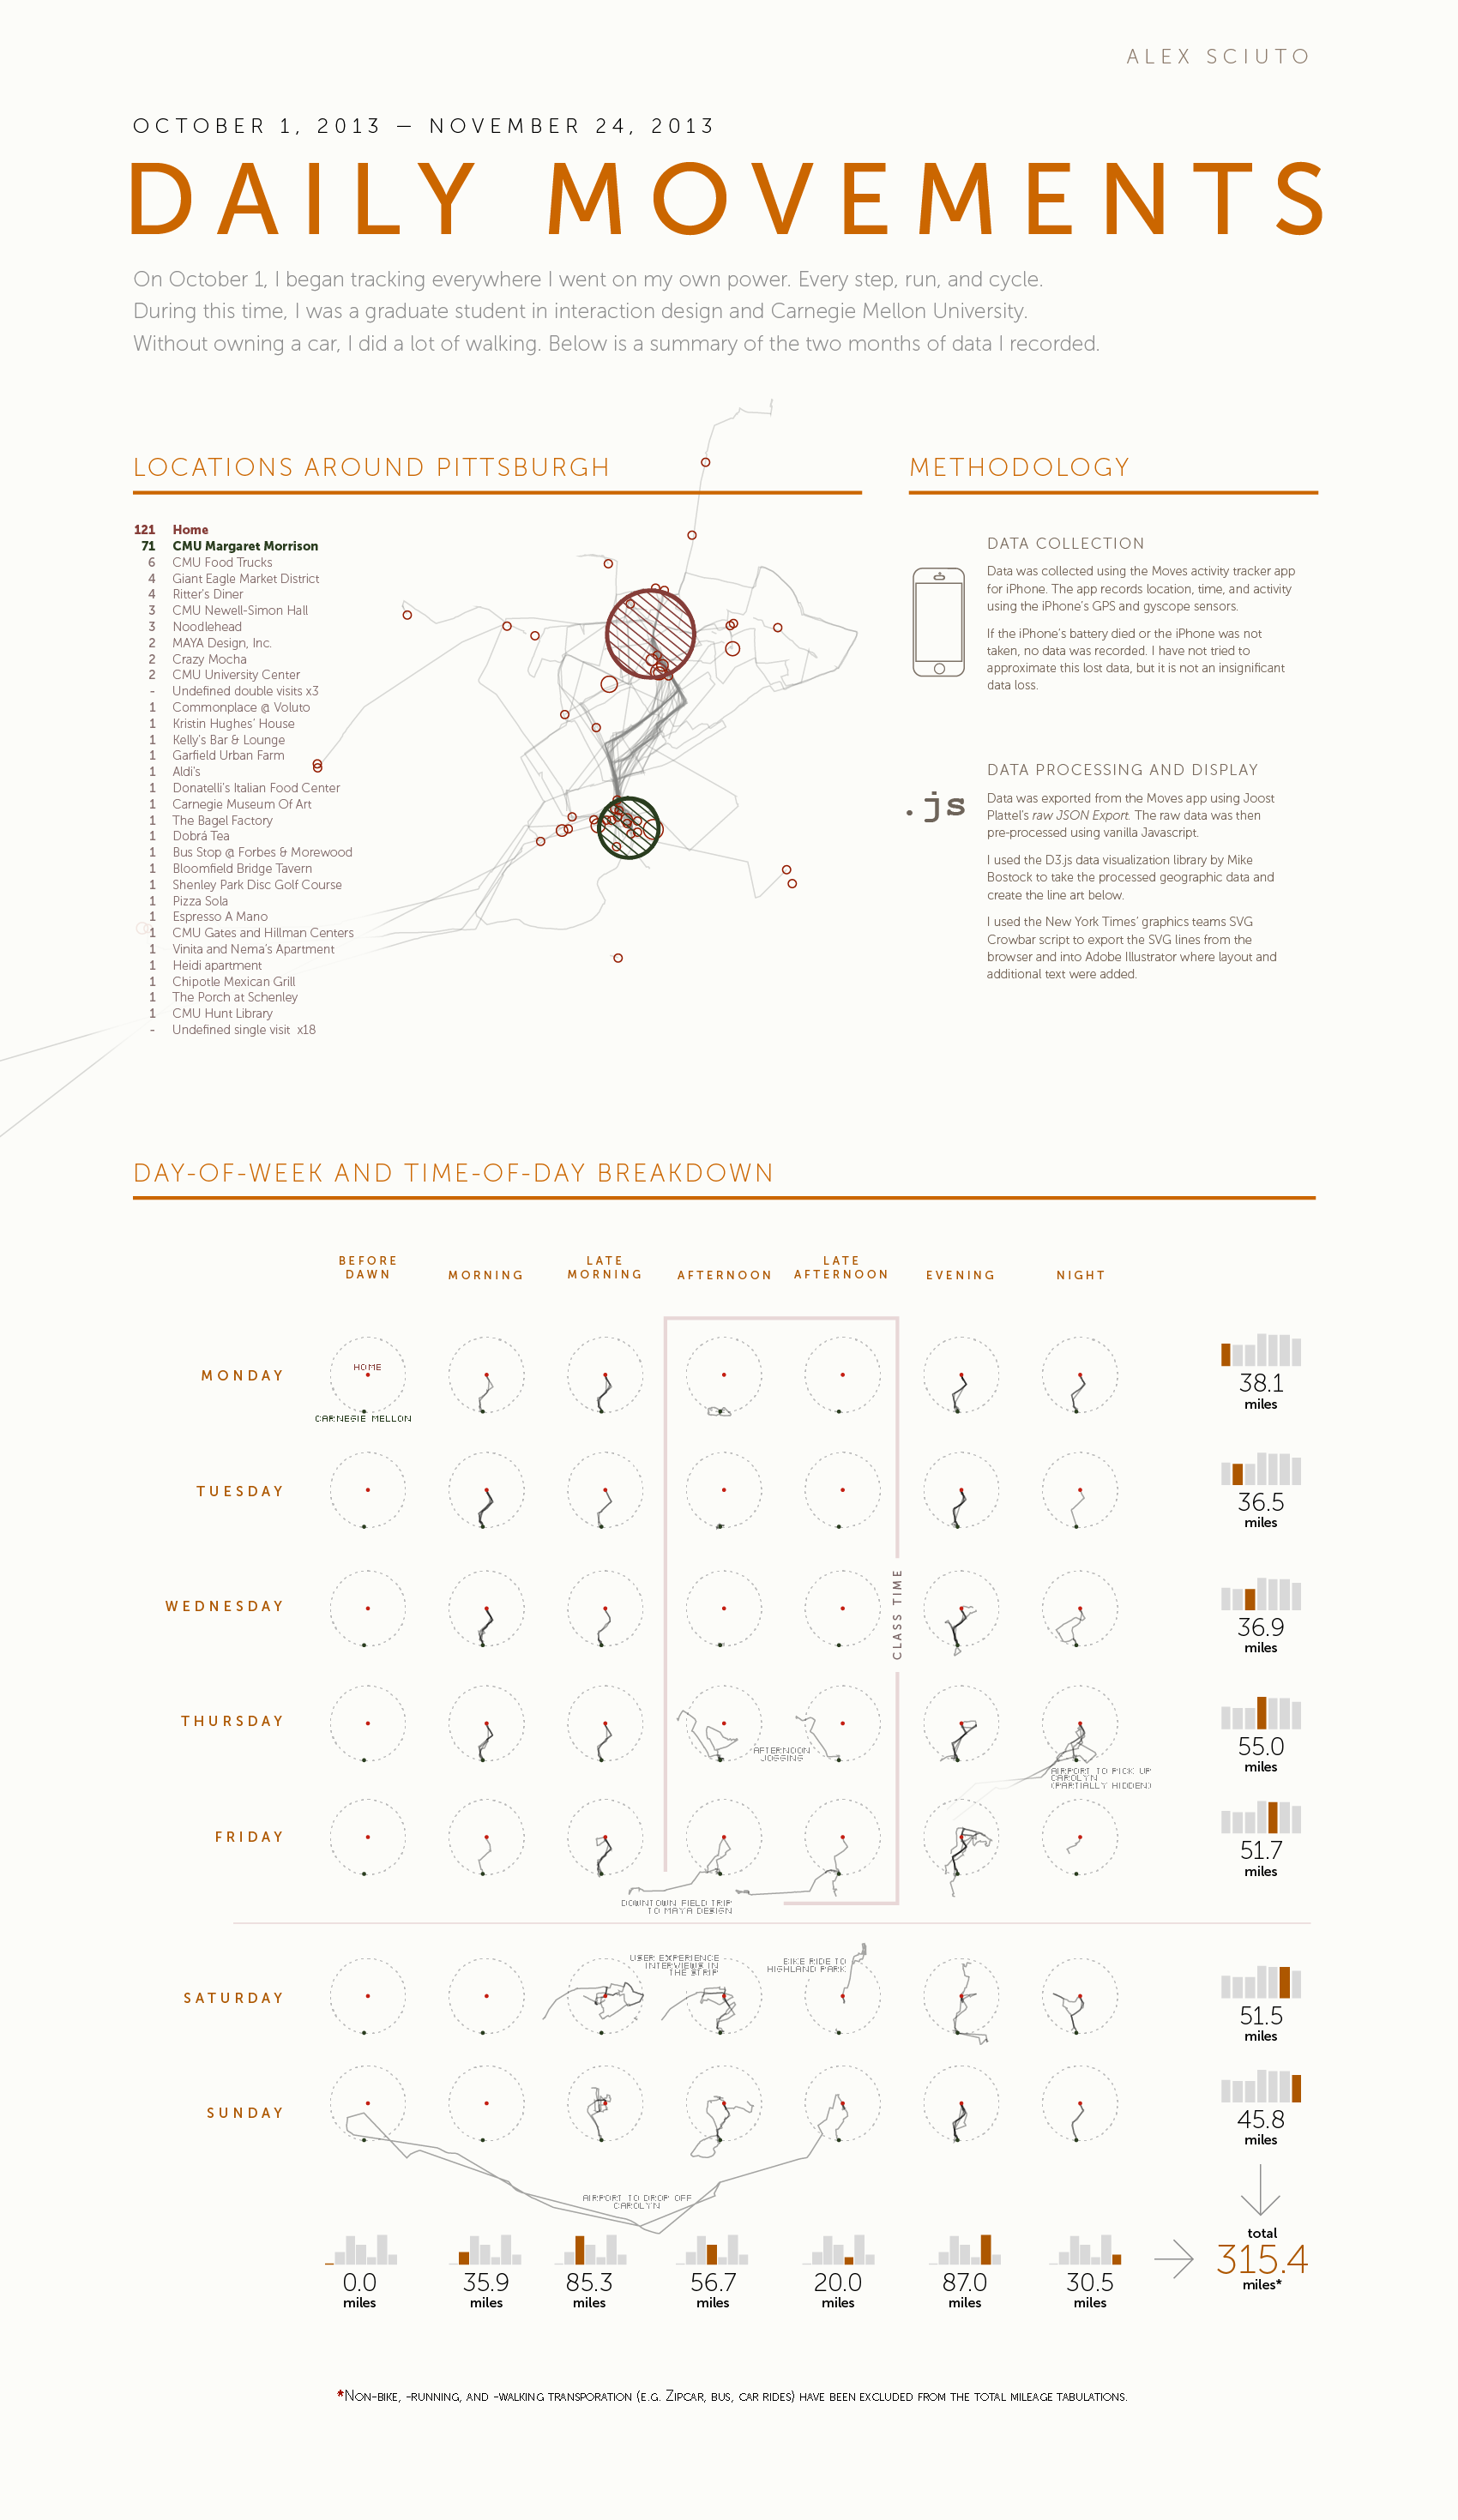 ALEX SCIUTO
OCTOBER 1, 2013 — NOVEMBER 24, 2013
DAILY MOVEMENTS
On October 1, I began tracking everywhere I went on my own power. Every step, run, and cycle.
During this time, I was a graduate student in interaction design and Carnegie Mellon University.
Without owning a car, I did a lot of walking. Below is a summary of the two months of data I recorded.
LOCATIONS AROUND PITTSBURGH
121 Home
71 CMU Margaret Morrison
6 CMU Food Trucks
4 Giant Eagle Market District
4 Ritter's Diner
3 CMU Newell-Simon Hall
3 Noodlehead
2 MAYA Design, Inc.
2 Crazy Mocha
2 CMU University Center
- Undefined double visits x3
1 Commonplace @ Voluto
1 Kristin Hughes' House
1 Kelly's Bar & Lounge
1 Garfield Urban Farm
1 Aldi's
1 Donatelli's Italian Food Center
1 Carnegie Museum Of Art
1 The Bagel Factory
1 Dobrá Tea
1 Bus Stop @ Forbes & Morewood
1 Bloomfield Bridge Tavern
1 Shenley Park Disc Golf Course
1 Pizza Sola
1 Espresso A Mano
1 CMU Gates and Hillman Centers
1 Vinita and Nema's Apartment
1 Heidi apartment
1 Chipotle Mexican Grill
1 The Porch at Schenley
1 CMU Hunt Library
- Undefined single visit x18
METHODOLOGY
DATA COLLECTION
Data was collected using the Moves activity tracker app
for iPhone. The app records location, time, and activity
using the iPhone's GPS and gyscope sensors.
If the iPhone's battery died or the iPhone was not
taken, no data was recorded. I have not tried to
approximate this lost data, but it is not an insignificant
data loss.
DATA PROCESSING AND DISPLAY
.js
Data was exported from the Moves app using Joost
Plattel's raw JSON Export. The raw data was then
pre-processed using vanilla Javascript.
I used the D3.js data visualization library by Mike
Bostock to take the processed geographic data and
create the line art below.
I used the New York Times' graphics teams SVG
Crowbar script to export the SVG lines from the
browser and into Adobe Illustrator where layout and
additional text were added.
DAY-OF-WEEK AND TIME-OF-DAY BREAKDOWN
BEFORE
DAWN
MORNING
LATE
MORNING
AFTERNOON
LATE
AFTERNOON
EVENING
NIGHT
MONDAY
HOME
CARNEGIE MELLON
38.1
miles
TUESDAY
36.5
miles
WEDNESDAY
CLASS TIME
36.9
miles
THURSDAY
AFTERNOON
JOGGING
AIRPORT TO PICK UP
CAROLYN
(PARTIALLY HIDDEN)
55.0
miles
FRIDAY
DOWNTOWN FIELD TRIP
TO MAYA DESIGN
51.7
miles
SATURDAY
USER EXPERIENCE
INTERVIEWS IN
THE STRIP
BIKE RIDE TO
HIGHLAND PARK
51.5
miles
SUNDAY
AIRPORT TO DROP OFF
CAROLYN
45.8
miles
0.0
miles
35.9
miles
85.3
miles
56.7
miles
20.0
miles
87.0
miles
30.5
miles
total
315.4
miles*
*Non-bike, -running, and -walking transporation (e.g. Zipcar, bus, car rides) have been excluded from the total mileage tabulations.